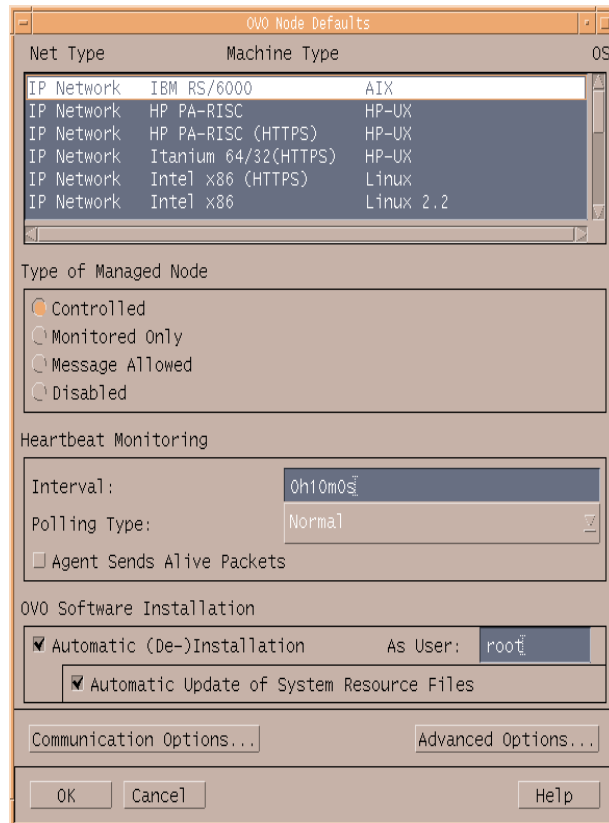 OVO Node Defaults
Net Type Machine Type OS
IP Network IBM RS/6000 AIX
IP Network HP PA-RISC HP-UX
IP Network HP PA-RISC (HTTPS) HP-UX
IP Network Itanium 64/32(HTTPS) HP-UX
IP Network Intel x86 (HTTPS) Linux
IP Network Intel x86 Linux 2.2
Type of Managed Node
Controlled
Monitored Only
Message Allowed
Disabled
Heartbeat Monitoring
Interval: 0h10m0s
Polling Type: Normal
Agent Sends Alive Packets
OVO Software Installation
Automatic (De-)Installation As User: root
Automatic Update of System Resource Files
Communication Options... Advanced Options...
OK Cancel Help